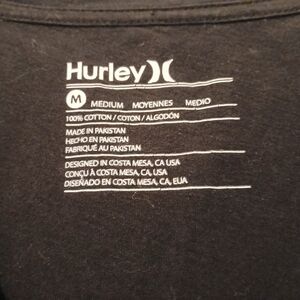 Hurley
M MEDIUM MOYENNES MEDIO
100% COTTON / COTON / ALGODÓN
MADE IN PAKISTAN
HECHO EN PAKISTAN
FABRIQUÉ AU PAKISTAN
DESIGNED IN COSTA MESA, CA USA
CONÇU À COSTA MESA, CA, USA
DISEÑADO EN COSTA MESA, CA, EUA